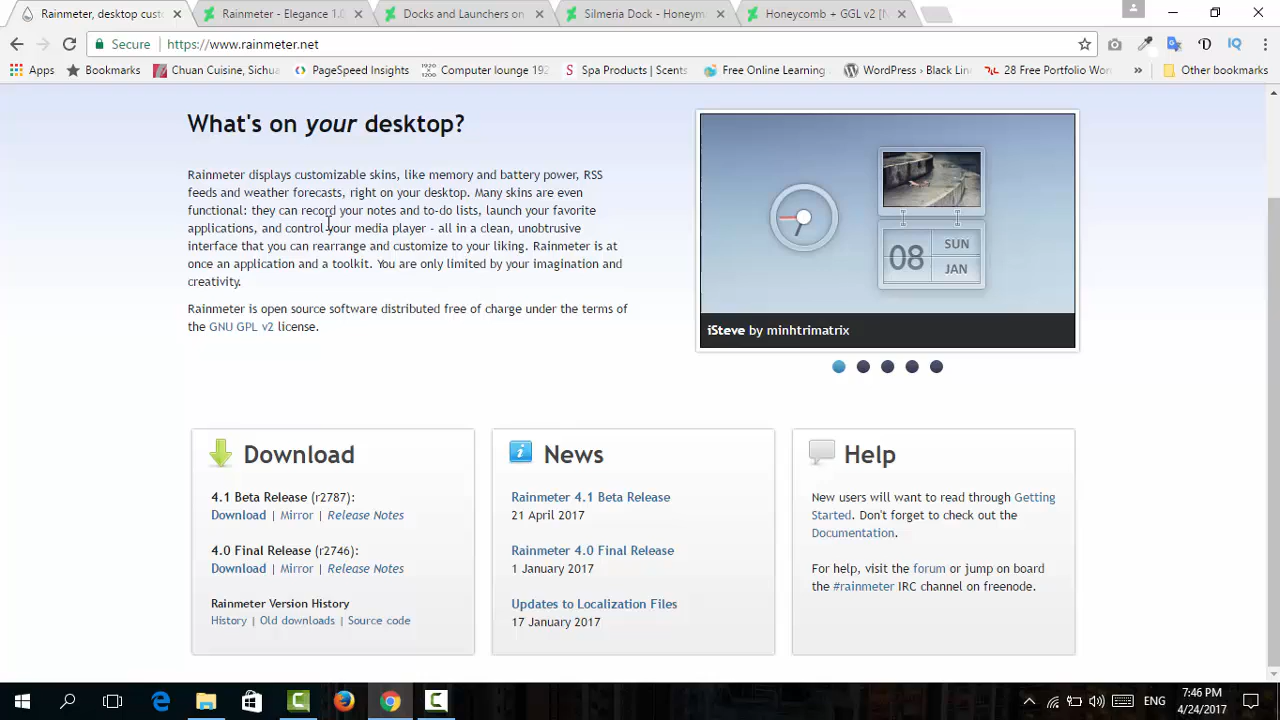 Rainmeter, desktop cust
Rainmeter - Elegance 1.0
Docks and Launchers on
Silmeria Dock - Honeym
Honeycomb + GGL v2 [N
Secure
https://www.rainmeter.net
Apps
Bookmarks
Chuan Cuisine, Sichua
PageSpeed Insights
Computer lounge 192
Spa Products | Scents
Free Online Learning
WordPress › Black Lin
28 Free Portfolio Wor
»
Other bookmarks
What's on your desktop?
Rainmeter displays customizable skins, like memory and battery power, RSS
feeds and weather forecasts, right on your desktop. Many skins are even
functional: they can record your notes and to-do lists, launch your favorite
applications, and control your media player - all in a clean, unobtrusive
interface that you can rearrange and customize to your liking. Rainmeter is at
once an application and a toolkit. You are only limited by your imagination and
creativity.
Rainmeter is open source software distributed free of charge under the terms of
the GNU GPL v2 license.
08
SUN
JAN
iSteve by minhtrimatrix
Download
4.1 Beta Release (r2787):
Download | Mirror | Release Notes
4.0 Final Release (r2746):
Download | Mirror | Release Notes
Rainmeter Version History
History | Old downloads | Source code
News
Rainmeter 4.1 Beta Release
21 April 2017
Rainmeter 4.0 Final Release
1 January 2017
Updates to Localization Files
17 January 2017
Help
New users will want to read through Getting
Started. Don't forget to check out the
Documentation.
For help, visit the forum or jump on board
the #rainmeter IRC channel on freenode.
ENG
7:46 PM
4/24/2017